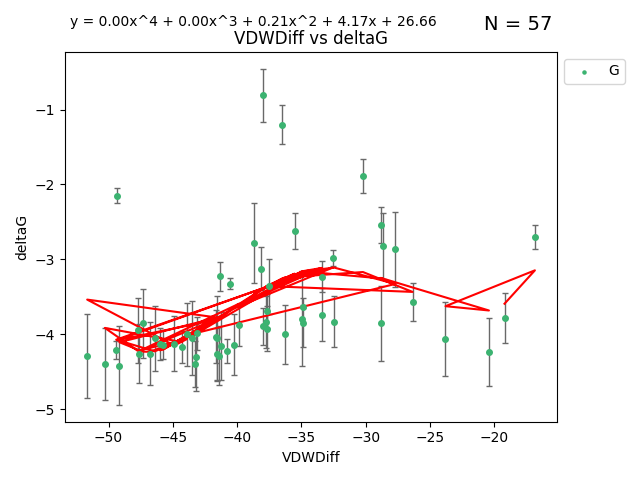 y = 0.00x^4 + 0.00x^3 + 0.21x^2 + 4.17x + 26.66
N = 57
VDWDiff vs deltaG
G
deltaG
−1
−2
−3
−4
−5
−50
−45
−40
−35
−30
−25
−20
VDWDiff